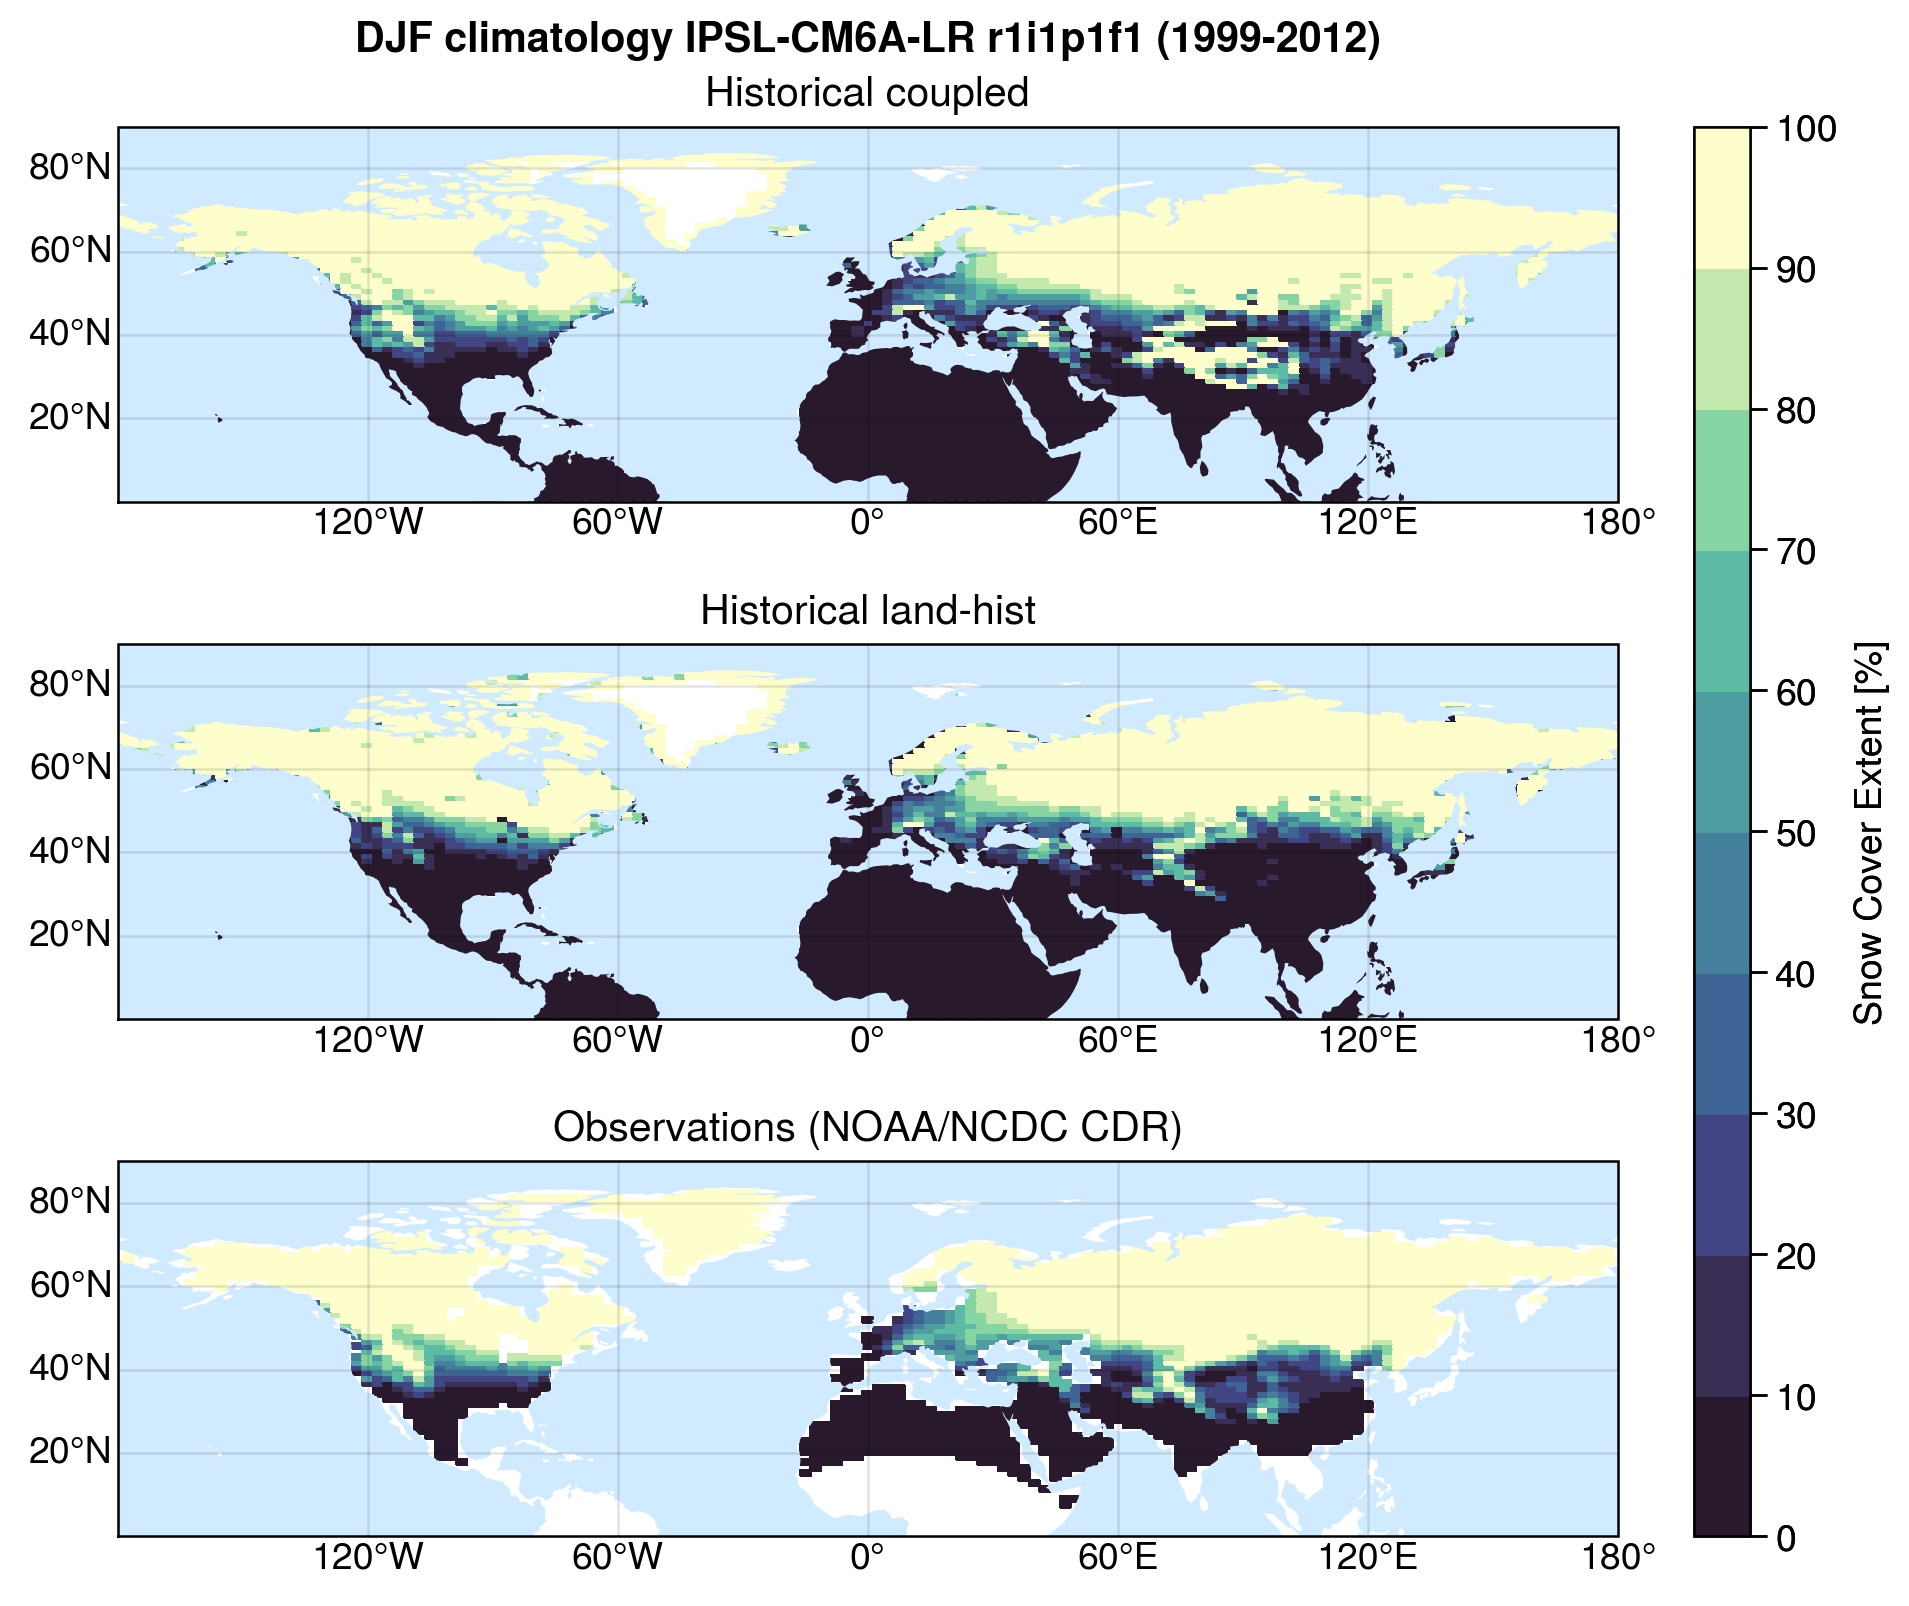 DJF climatology IPSL-CM6A-LR r1i1p1f1 (1999-2012)
Historical coupled
80°N
60°N
40°N
20°N
120°W 60°W 0° 60°E 120°E 180°
Historical land-hist
80°N
60°N
40°N
20°N
120°W 60°W 0° 60°E 120°E 180°
Observations (NOAA/NCDC CDR)
80°N
60°N
40°N
20°N
120°W 60°W 0° 60°E 120°E 180°
100
90
80
70
60
50
40
30
20
10
0
Snow Cover Extent [%]